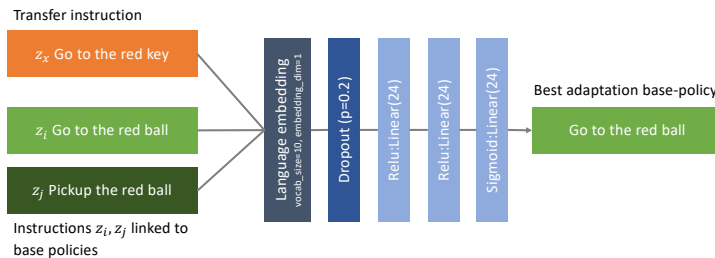 Transfer instruction
z_x Go to the red key
z_i Go to the red ball
z_j Pickup the red ball
Instructions z_i, z_j linked to
base policies
Language embedding
vocab_size=10, embedding_dim=1
Dropout (p=0.2)
Relu:Linear(24)
Relu:Linear(24)
Sigmoid:Linear(24)
Best adaptation base-policy
Go to the red ball